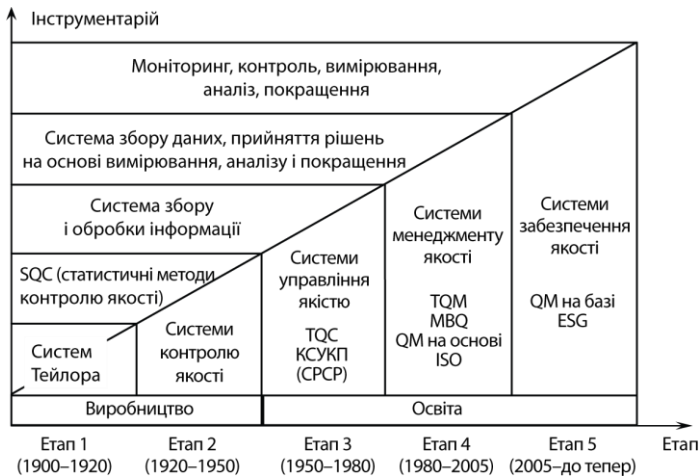 Інструментарій
Моніторинг, контроль, вимірювання,
аналіз, покращення
Система збору даних, прийняття рішень
на основі вимірювання, аналізу і покращення
Система збору
і обробки інформації
SQC (статистичні методи
контролю якості)
Систем
Тейлора
Системи
контролю
якості
Системи
управління
якістю
TQC
КСУКП
(СРСР)
Системи
менеджменту
якості
TQM
MBQ
QM на основі
ISO
Системи
забезпечення
якості
QM на базі
ESG
Виробництво
Освіта
Етап 1
(1900–1920)
Етап 2
(1920–1950)
Етап 3
(1950–1980)
Етап 4
(1980–2005)
Етап 5
(2005–до тепер)
Етап